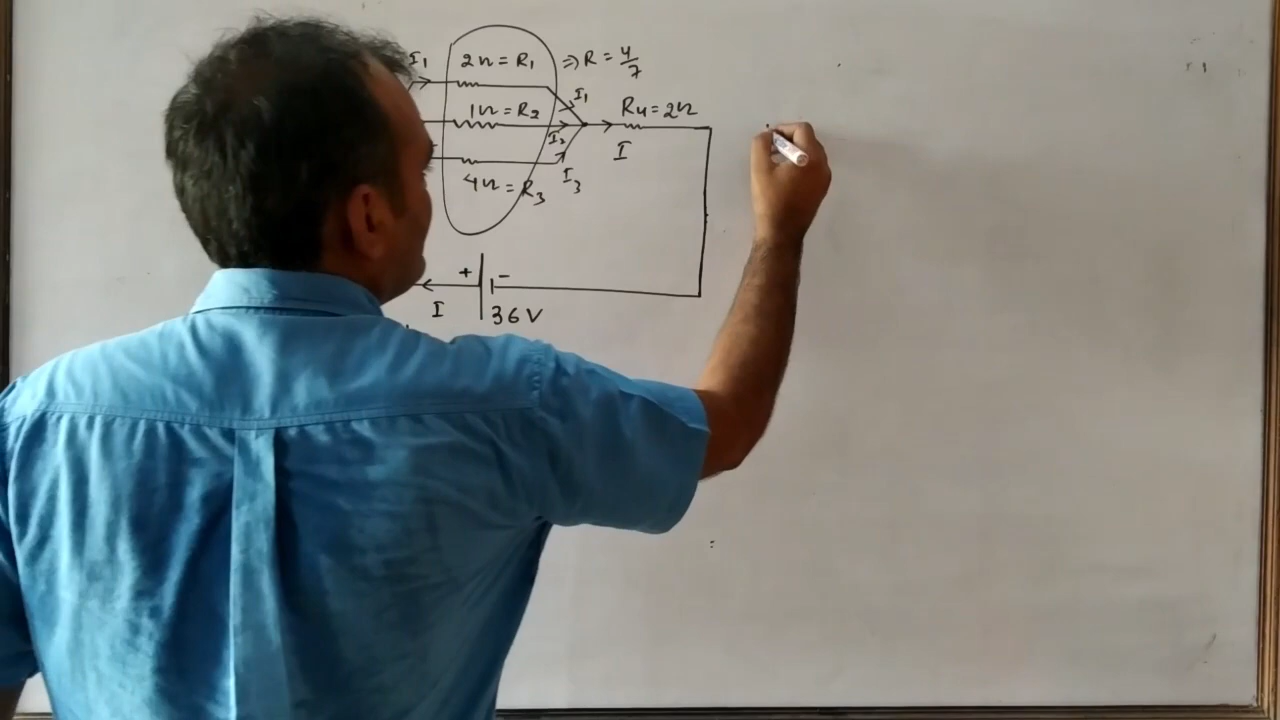 I₁ 2Ω = R₁ ⇒ R = 4/7
I₁
1Ω = R₂ R₄ = 2Ω
I₂ I
I₃
4Ω = R₃
+ -
I 36V